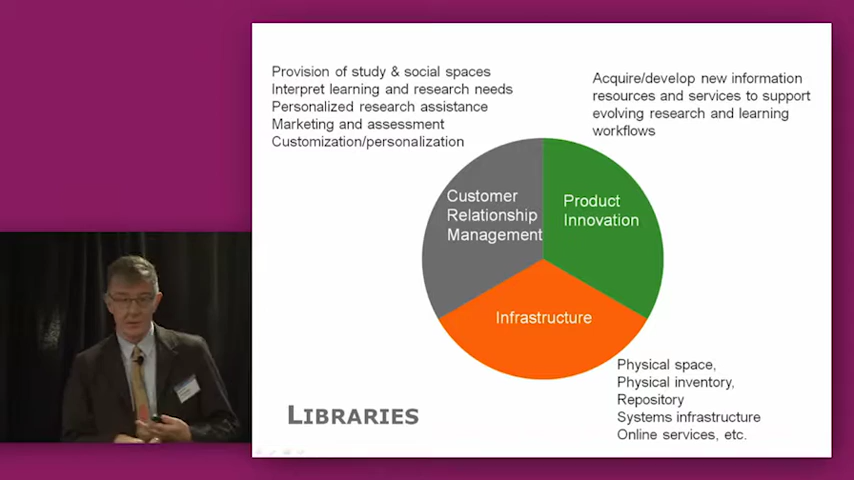 Provision of study & social spaces
Interpret learning and research needs
Personalized research assistance
Marketing and assessment
Customization/personalization
Acquire/develop new information
resources and services to support
evolving research and learning
workflows
Customer
Relationship
Management
Product
Innovation
Infrastructure
Physical space,
Physical inventory,
Repository
Systems infrastructure
Online services, etc.
LIBRARIES